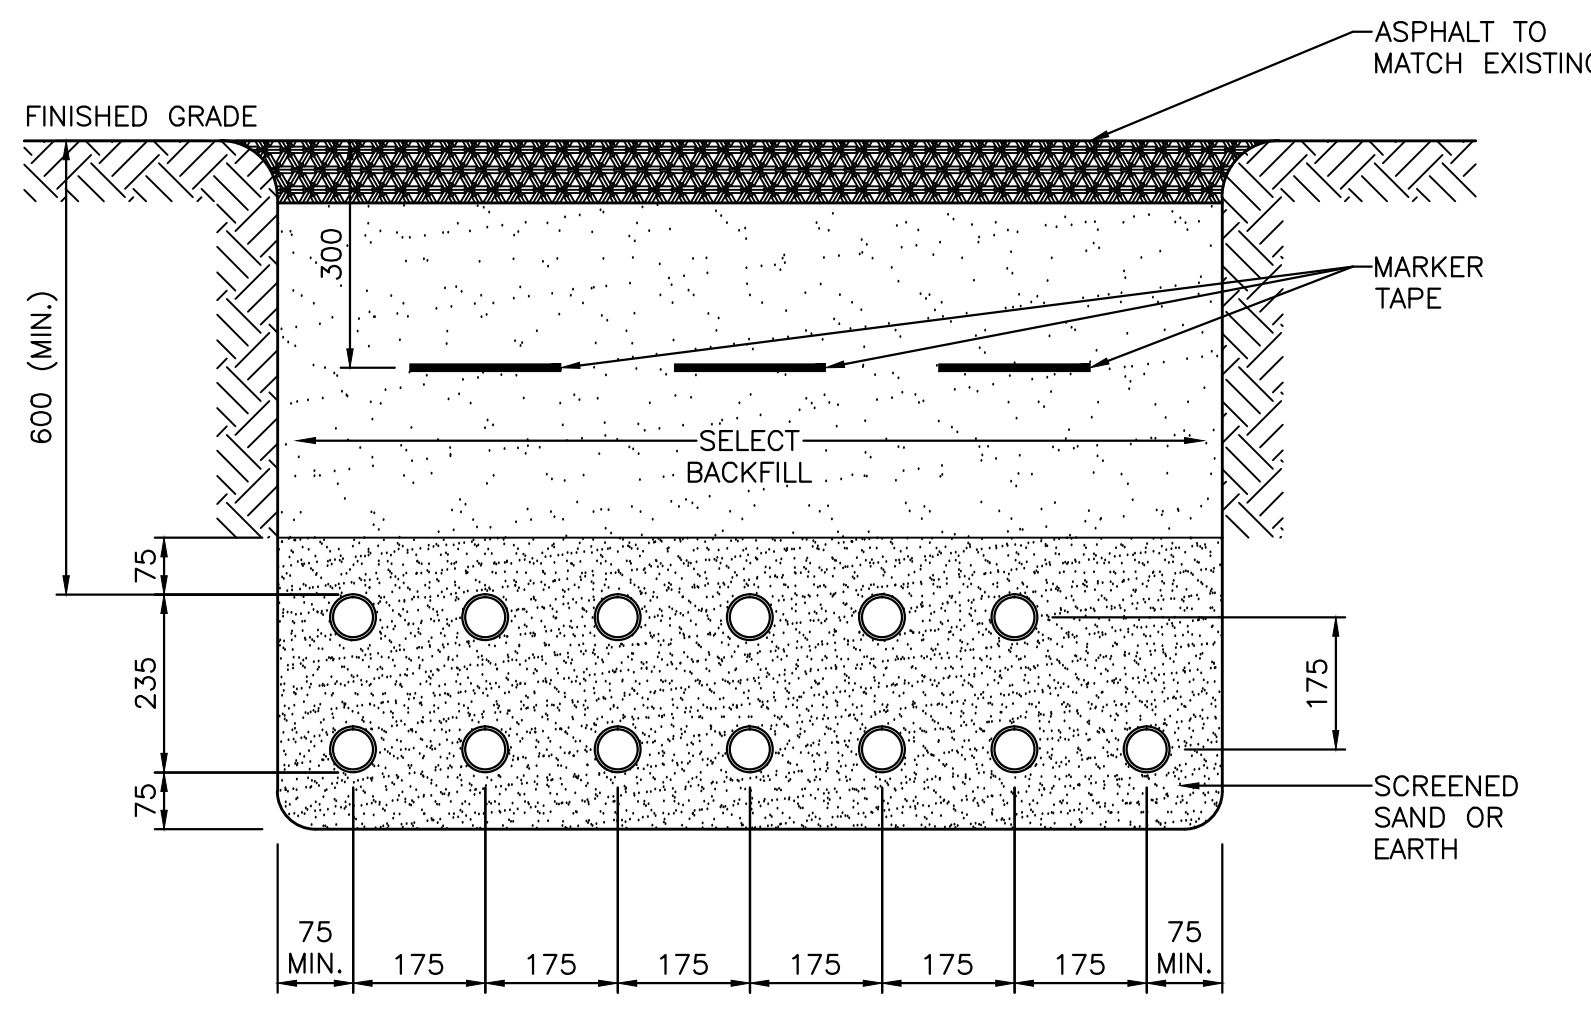 ASPHALT TO
MATCH EXISTING
FINISHED GRADE
300
MARKER
TAPE
600 (MIN.)
SELECT
BACKFILL
75
235
175
75
SCREENED
SAND OR
EARTH
75
MIN.
175
175
175
175
175
175
75
MIN.